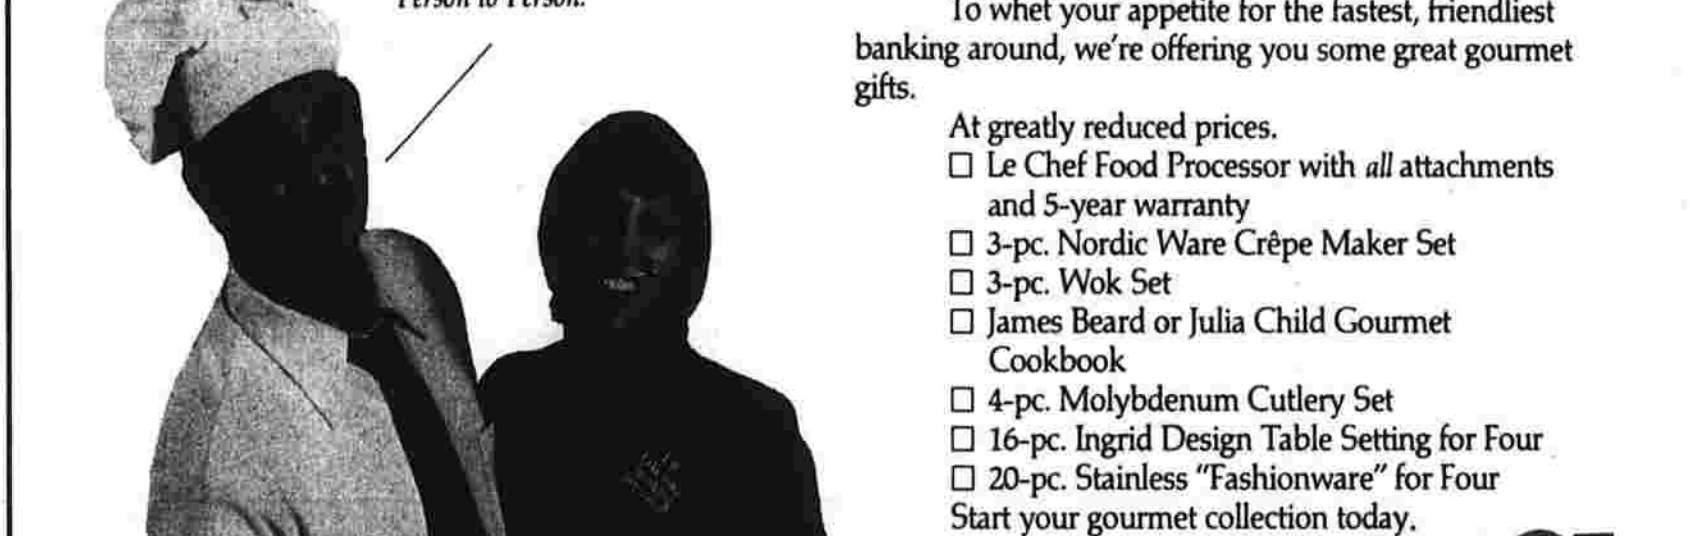 Person to Person.
To whet your appetite for the fastest, friendliest
banking around, we're offering you some great gourmet
gifts.
At greatly reduced prices.
☐ Le Chef Food Processor with all attachments
and 5-year warranty
☐ 3-pc. Nordic Ware Crêpe Maker Set
☐ 3-pc. Wok Set
☐ James Beard or Julia Child Gourmet
Cookbook
☐ 4-pc. Molybdenum Cutlery Set
☐ 16-pc. Ingrid Design Table Setting for Four
☐ 20-pc. Stainless "Fashionware" for Four
Start your gourmet collection today.